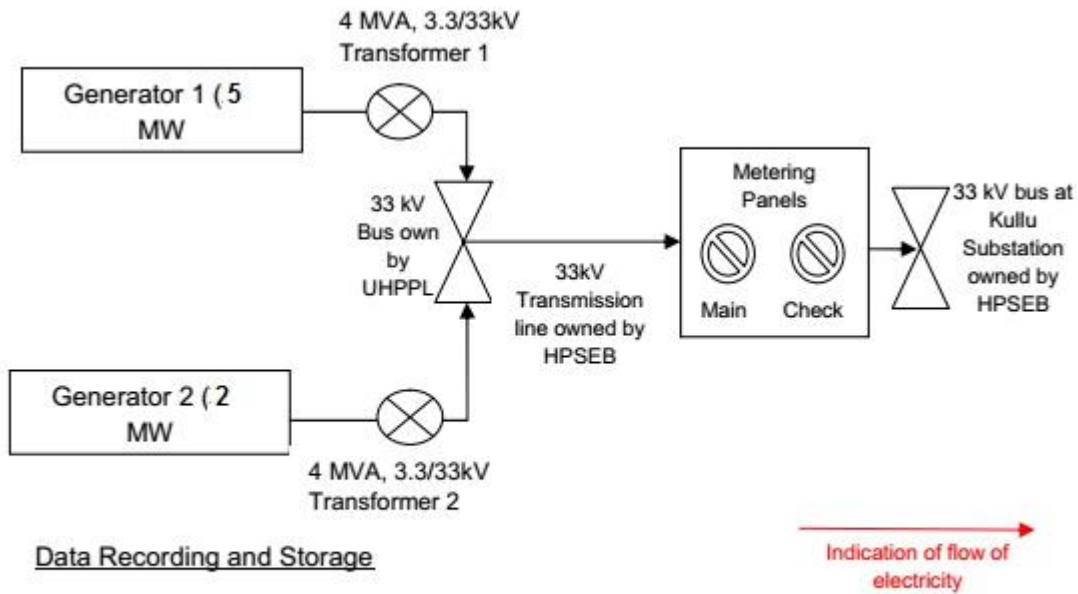 4 MVA, 3.3/33kV
Transformer 1
Generator 1 (5
MW
33 kV
Bus own
by
UHPPL
33kV
Transmission
line owned by
HPSEB
Metering
Panels
Main
Check
33 kV bus at
Kullu
Substation
owned by
HPSEB
Generator 2 (2
MW
4 MVA, 3.3/33kV
Transformer 2
Data Recording and Storage
Indication of flow of
electricity